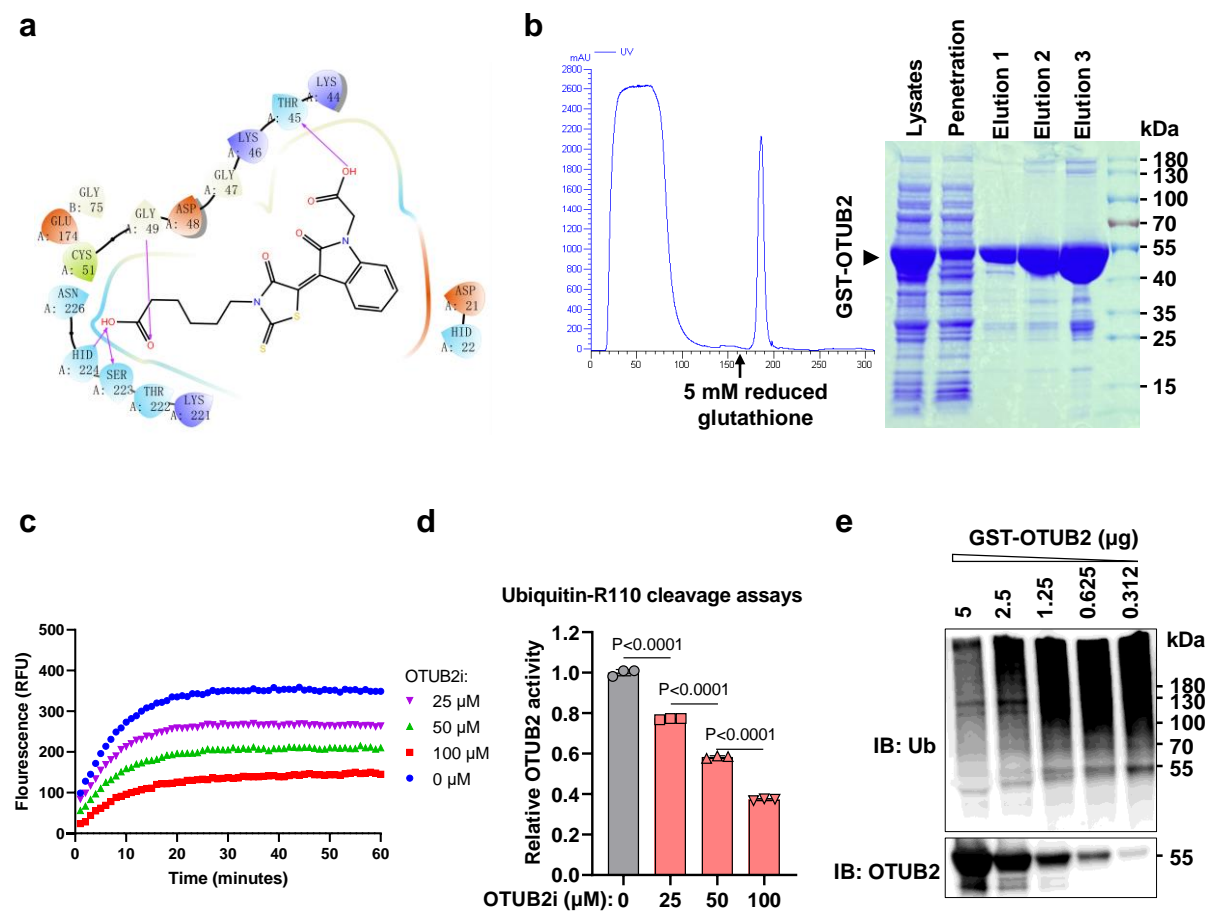 a
LYS
A: 44
THR
A: 45
LYS
A: 46
GLY
A: 47
ASP
A: 48
GLY
A: 49
GLY
B: 75
GLU
A: 174
CYS
A: 51
ASN
A: 226
HID
A: 224
SER
A: 223
THR
A: 222
LYS
A: 221
ASP
A: 21
HID
A: 22
OH
O
O
N
O
N
S
S
HO
O
b
mAU
UV
2800
2600
2400
2200
2000
1800
1600
1400
1200
1000
800
600
400
200
0
0 50 100 150 200 250 300
5 mM reduced
glutathione
Lysates
Penetration
Elution 1
Elution 2
Elution 3
kDa
GST-OTUB2
180
130
100
70
55
40
35
25
15
c
Flourescence (RFU)
500
400
300
200
100
0
0 10 20 30 40 50 60
Time (minutes)
OTUB2i:
25 µM
50 µM
100 µM
0 µM
d
Ubiquitin-R110 cleavage assays
Relative OTUB2 activity
1.2
1.0
0.8
0.6
0.4
0.2
0.0
P<0.0001
P<0.0001
P<0.0001
OTUB2i (µM): 0 25 50 100
e
GST-OTUB2 (µg)
5 2.5 1.25 0.625 0.312
kDa
180
130
100
70
55
IB: Ub
55
IB: OTUB2